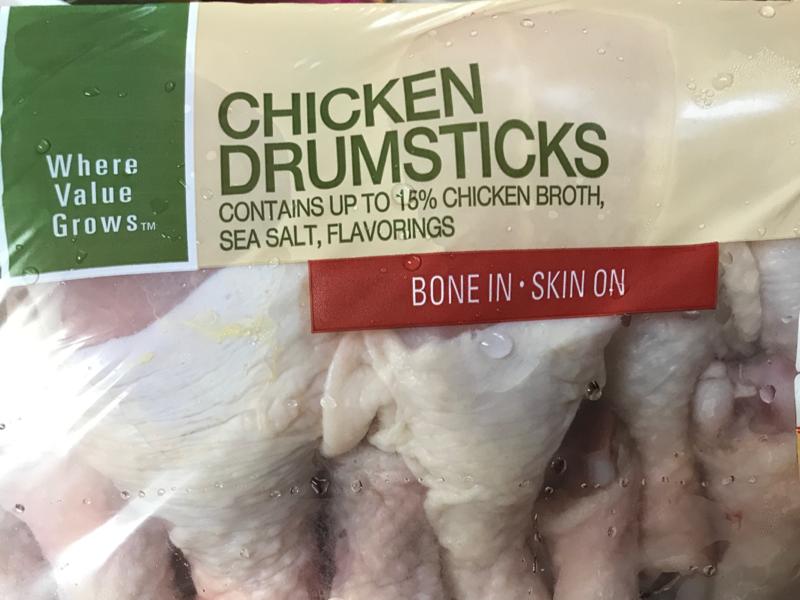 Where
Value
Grows™
CHICKEN
DRUMSTICKS
CONTAINS UP TO 15% CHICKEN BROTH,
SEA SALT, FLAVORINGS
BONE IN • SKIN ON